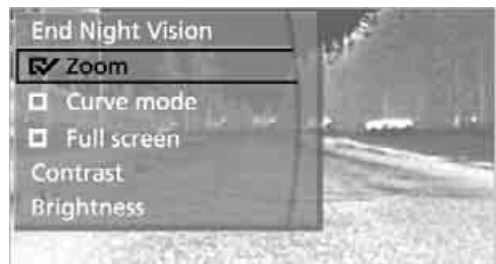 End Night Vision
Zoom
Curve mode
Full screen
Contrast
Brightness